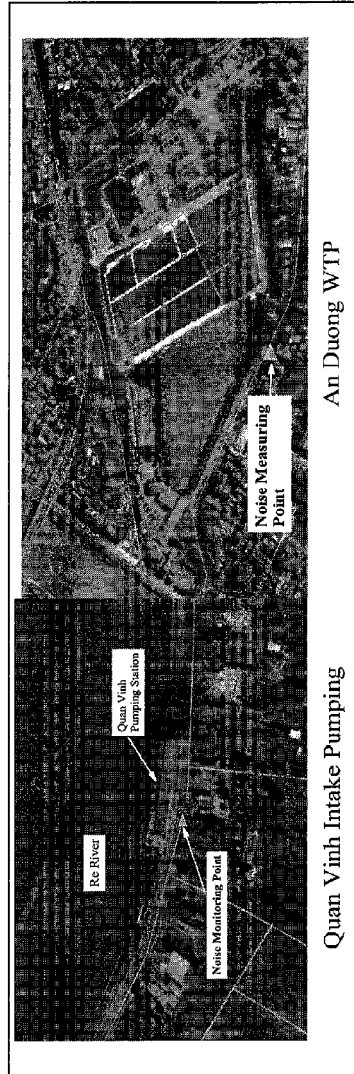 Re River
Quan Vinh
Pumping Station
Noise Monitoring Point
Quan Vinh Intake Pumping
Noise Measuring
Point
An Duong WTP